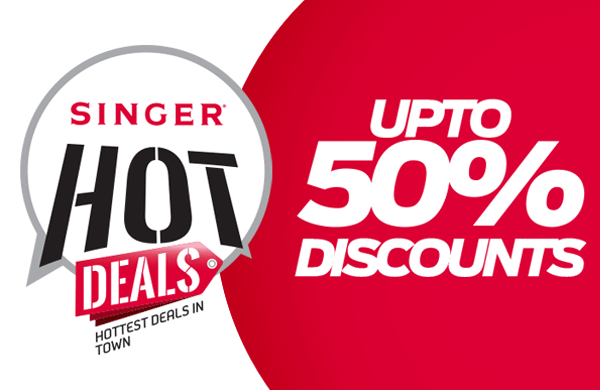 SINGER®
HOT
DEALS
HOTTEST DEALS IN
TOWN
UPTO
50%
DISCOUNTS